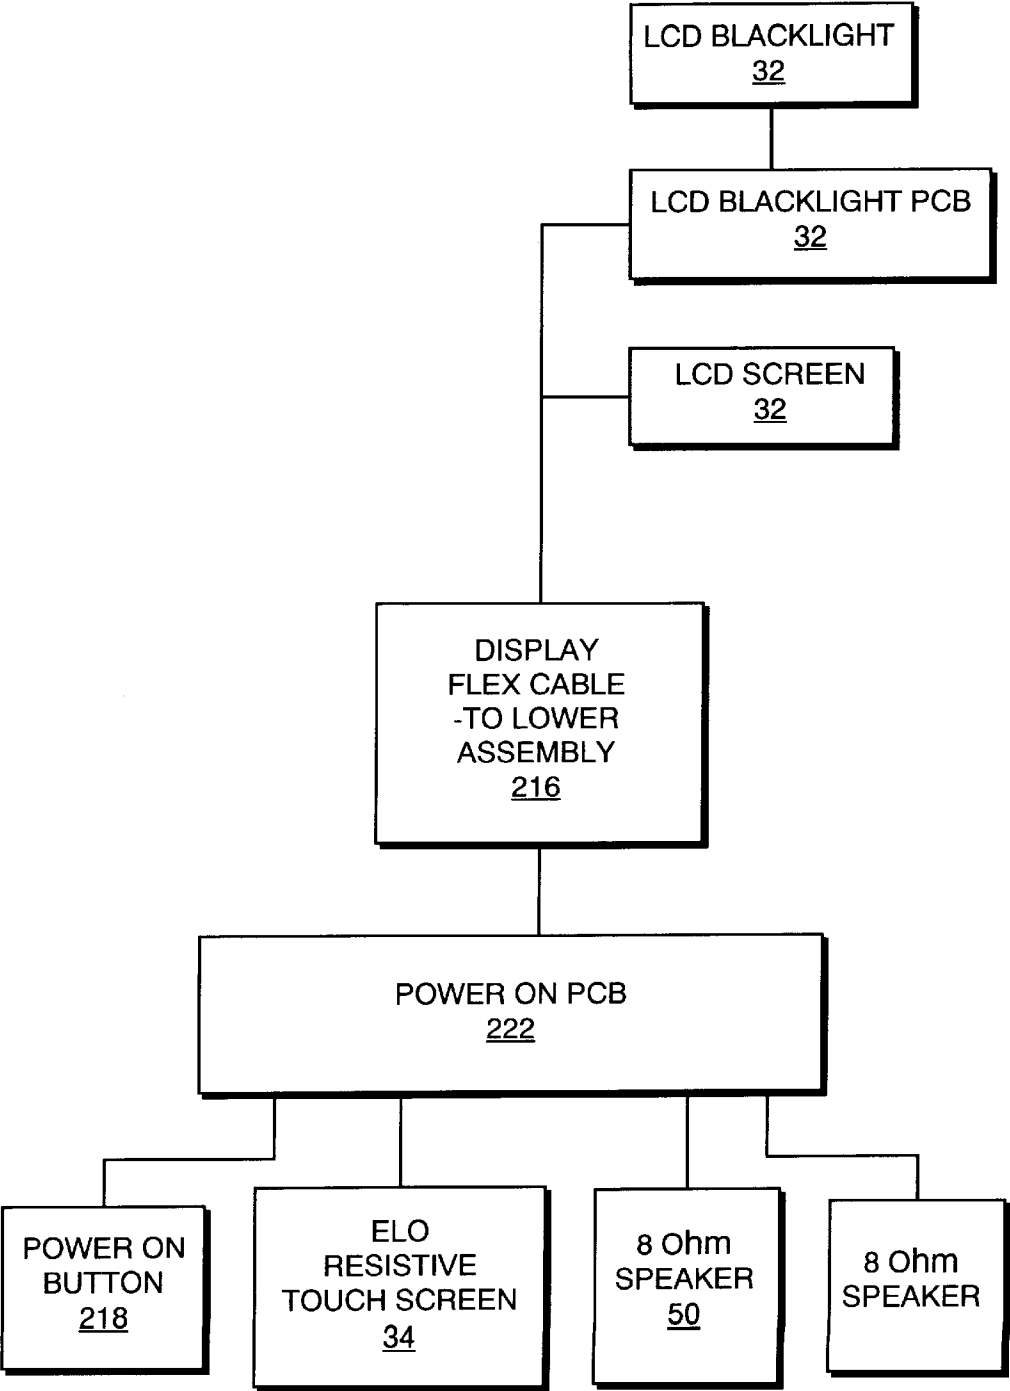 LCD BLACKLIGHT
32
LCD BLACKLIGHT PCB
32
LCD SCREEN
32
DISPLAY
FLEX CABLE
-TO LOWER
ASSEMBLY
216
POWER ON PCB
222
POWER ON
BUTTON
218
ELO
RESISTIVE
TOUCH SCREEN
34
8 Ohm
SPEAKER
50
8 Ohm
SPEAKER